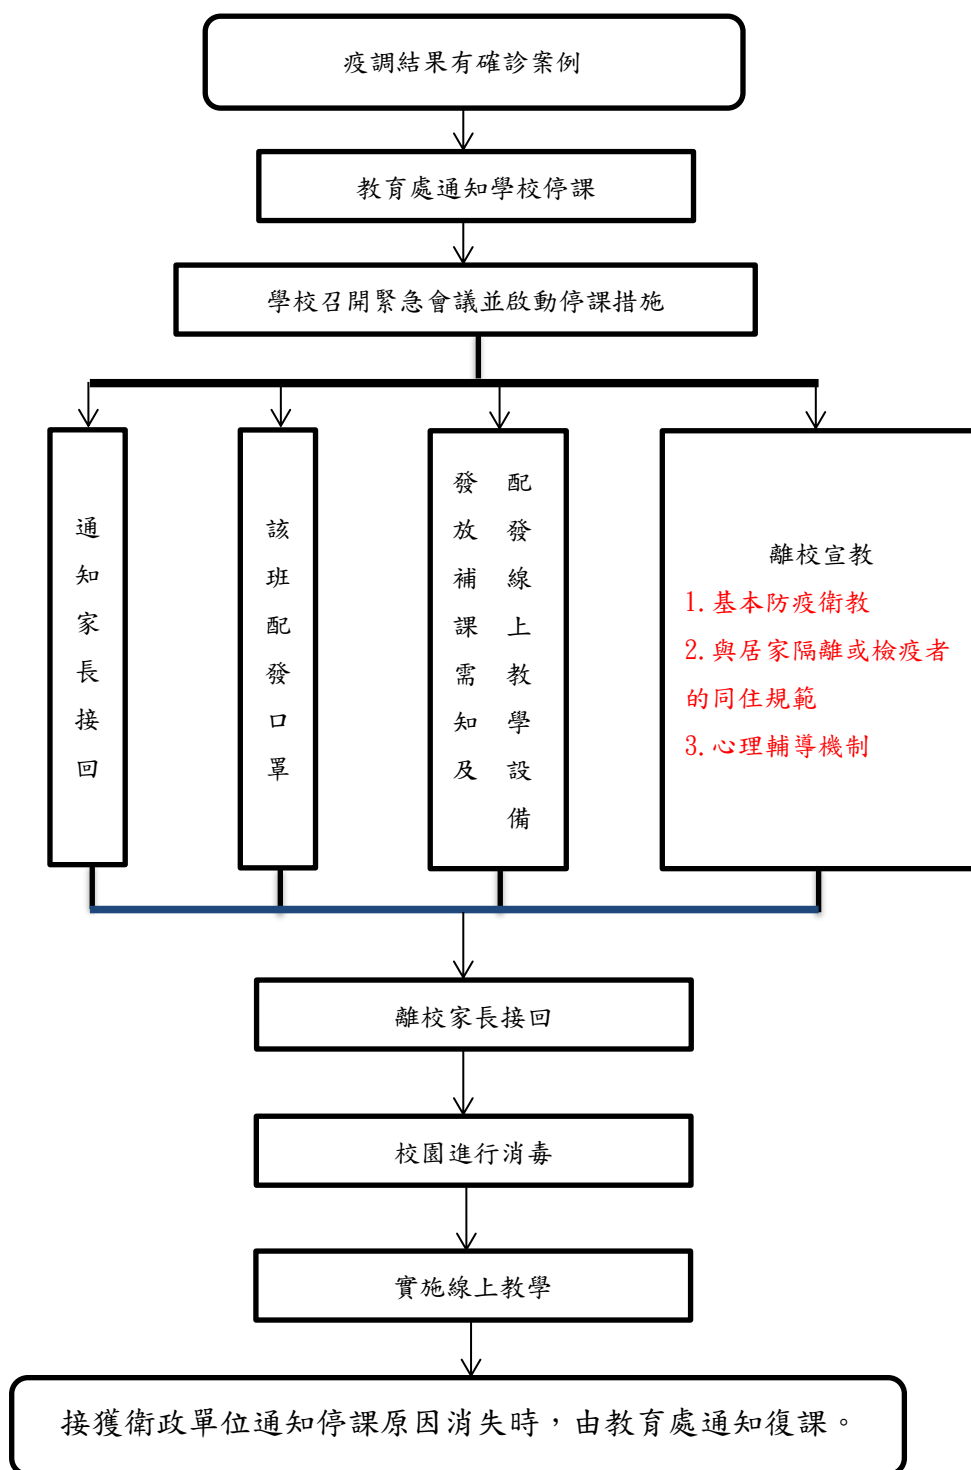 疫調結果有確診案例
教育處通知學校停課
學校召開緊急會議並啟動停課措施
通知家長接回
該班配發口罩
發放補課需知及
配發線上教學設備
離校宣教
1.基本防疫衛教
2.與居家隔離或檢疫者
的同住規範
3.心理輔導機制
離校家長接回
校園進行消毒
實施線上教學
接獲衛政單位通知停課原因消失時，由教育處通知復課。